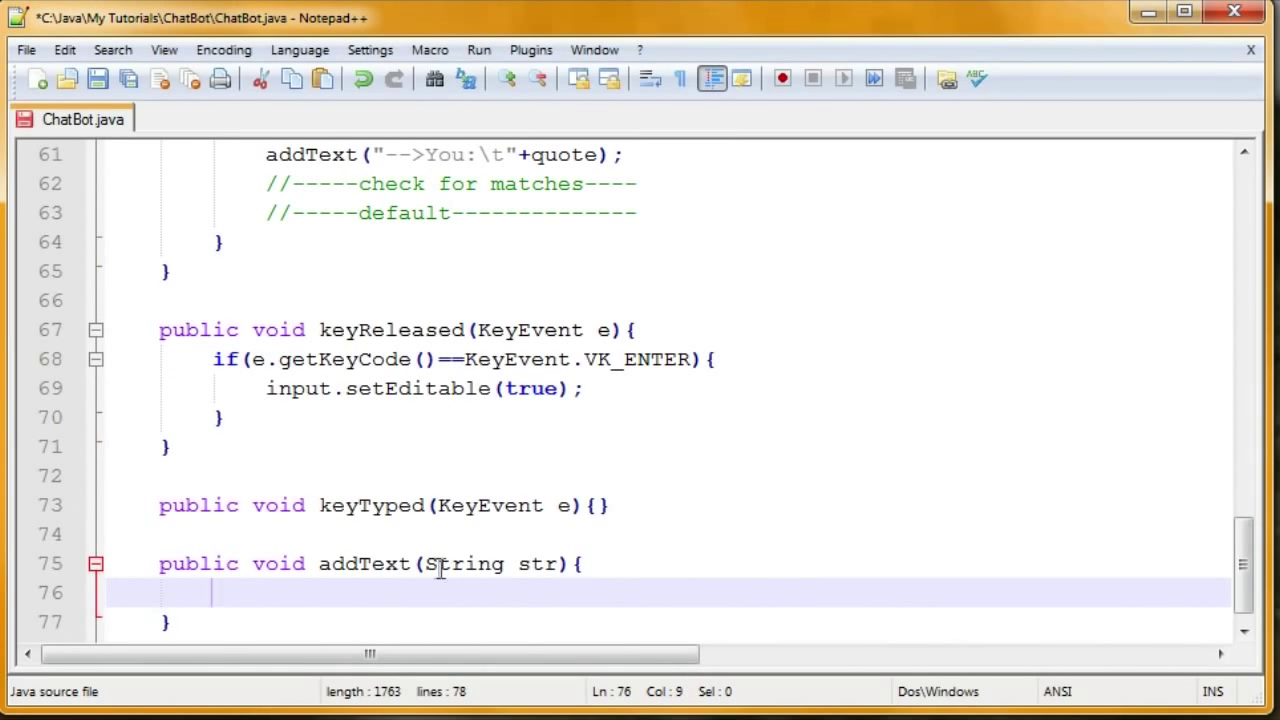 *C:\Java\My Tutorials\ChatBot\ChatBot.java - Notepad++
File Edit Search View Encoding Language Settings Macro Run Plugins Window ? X
ABC
ChatBot.java
61 addText("-->You:\t"+quote);
62 //-----check for matches----
63 //-----default--------------
64 }
65 }
66
67 public void keyReleased(KeyEvent e){
68 if(e.getKeyCode()==KeyEvent.VK_ENTER){
69 input.setEditable(true);
70 }
71 }
72
73 public void keyTyped(KeyEvent e){}
74
75 public void addText(String str){
76
77 }
Java source file length : 1763 lines : 78 Ln : 76 Col : 9 Sel : 0 Dos\Windows ANSI INS